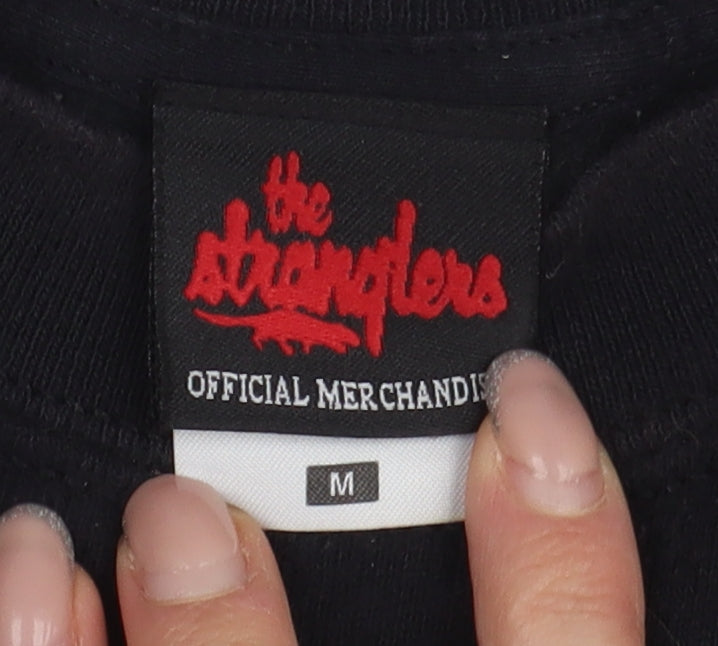 the
stranglers
OFFICIAL MERCHANDIS
M